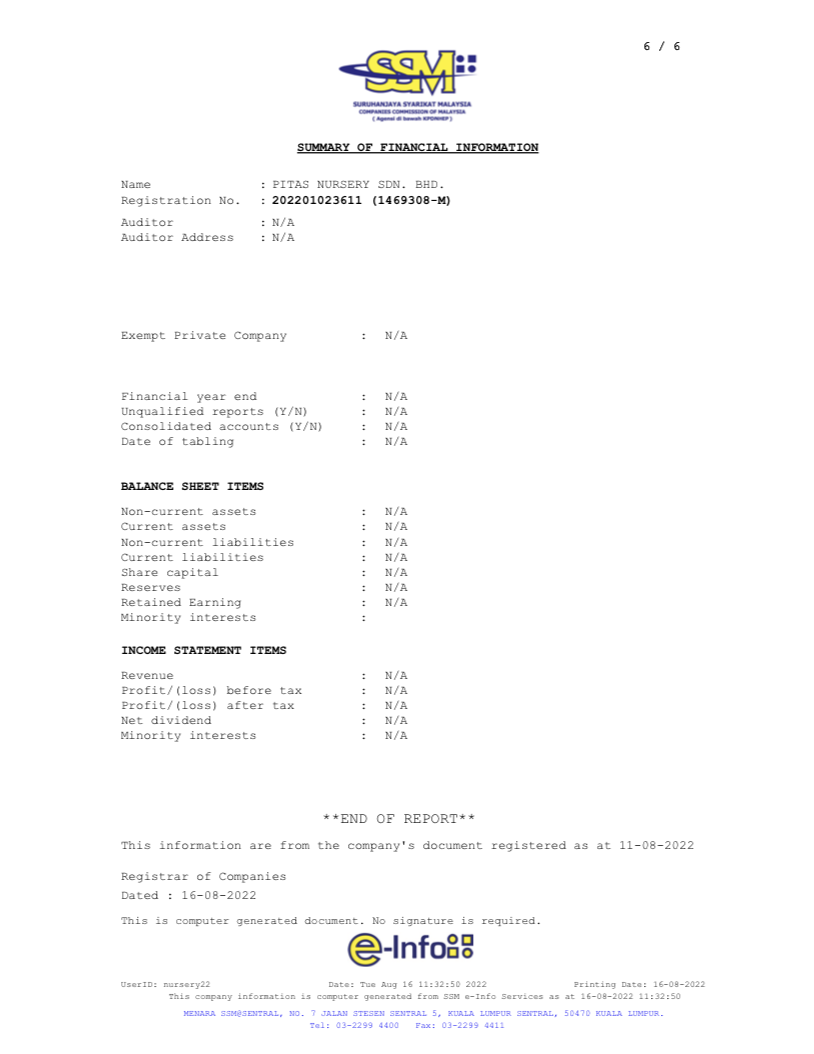 6 / 6
SSM
SURUHANJAYA SYARIKAT MALAYSIA
COMPANIES COMMISSION OF MALAYSIA
( Agensi di bawah KPDNHEP )
SUMMARY OF FINANCIAL INFORMATION
Name : PITAS NURSERY SDN. BHD.
Registration No. : 202201023611 (1469308-M)
Auditor : N/A
Auditor Address : N/A
Exempt Private Company : N/A
Financial year end : N/A
Unqualified reports (Y/N) : N/A
Consolidated accounts (Y/N) : N/A
Date of tabling : N/A
BALANCE SHEET ITEMS
Non-current assets : N/A
Current assets : N/A
Non-current liabilities : N/A
Current liabilities : N/A
Share capital : N/A
Reserves : N/A
Retained Earning : N/A
Minority interests :
INCOME STATEMENT ITEMS
Revenue : N/A
Profit/(loss) before tax : N/A
Profit/(loss) after tax : N/A
Net dividend : N/A
Minority interests : N/A
**END OF REPORT**
This information are from the company's document registered as at 11-08-2022
Registrar of Companies
Dated : 16-08-2022
This is computer generated document. No signature is required.
e-Info
UserID: nursery22 Date: Tue Aug 16 11:32:50 2022 Printing Date: 16-08-2022
This company information is computer generated from SSM e-Info Services as at 16-08-2022 11:32:50
MENARA SSM@SENTRAL, NO. 7 JALAN STESEN SENTRAL 5, KUALA LUMPUR SENTRAL, 50470 KUALA LUMPUR.
Tel: 03-2299 4400 Fax: 03-2299 4411